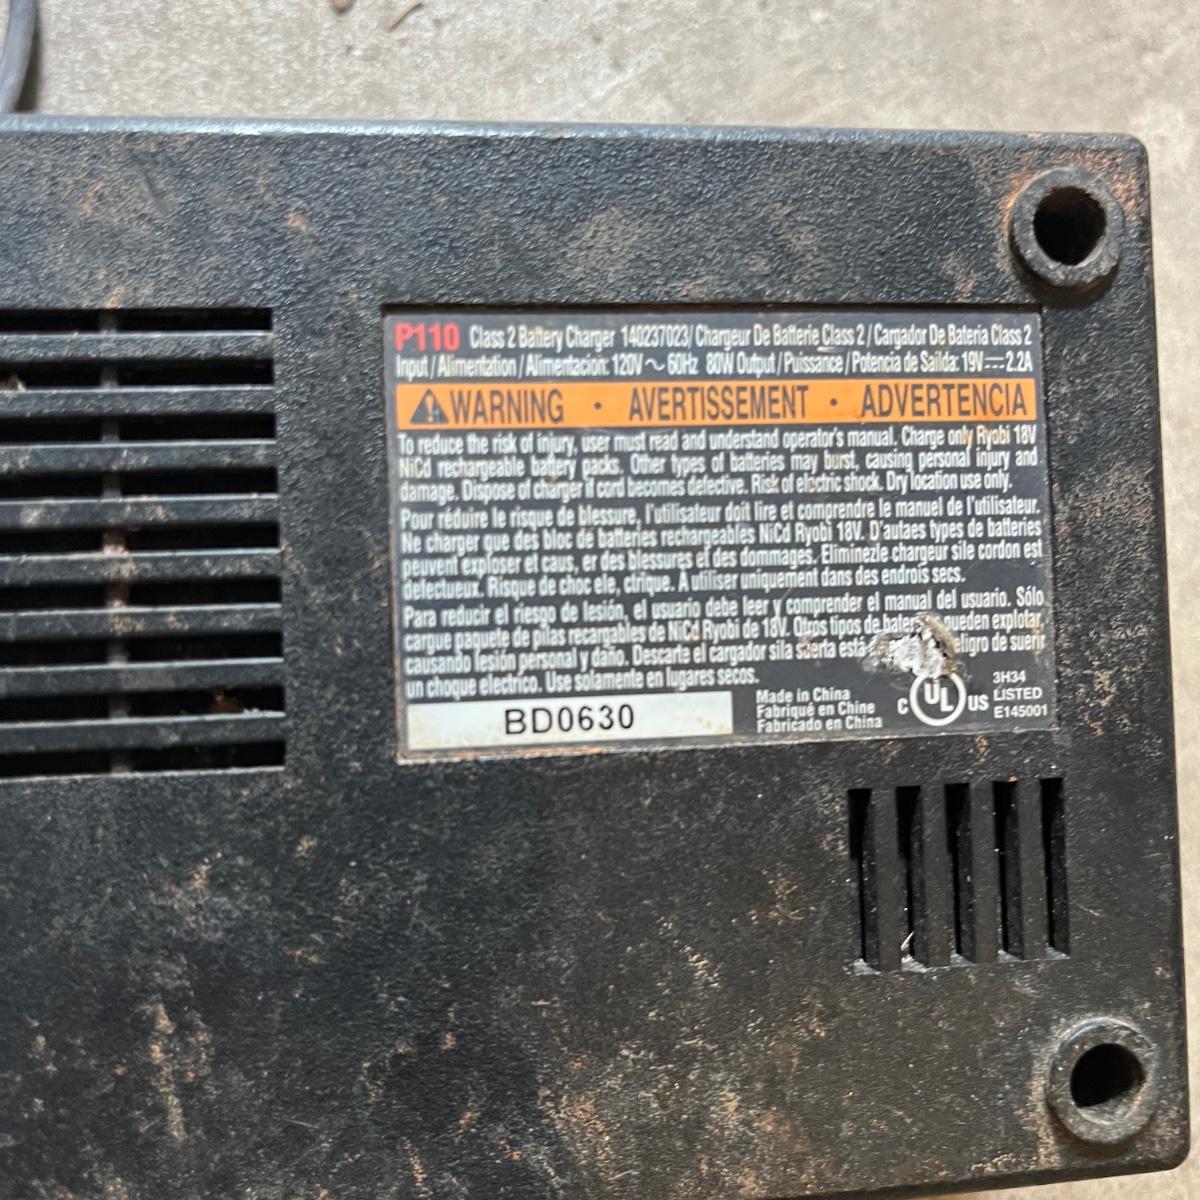 P110 Class 2 Battery Charger 140237023/ Chargeur De Batterie Class 2 / Cargador De Bateria Class 2
Input / Alimentation / Alimentacion: 120V ~ 60Hz 80W Output / Puissance / Potencia de Sailda: 19V⎓2.2A
WARNING · AVERTISSEMENT · ADVERTENCIA
To reduce the risk of injury, user must read and understand operator's manual. Charge only Ryobi 18V
NiCd rechargeable battery packs. Other types of batteries may burst, causing personal injury and
damage. Dispose of charger if cord becomes defective. Risk of electric shock. Dry location use only.
Pour réduire le risque de blessure, l'utilisateur doit lire et comprendre le manuel de l'utilisateur.
Ne charger que des bloc de batteries rechargeables NiCd Ryobi 18V. D'autaes types de batteries
peuvent exploser et caus, er des blessures et des dommages. Eliminezle chargeur sile cordon est
defectueux. Risque de choc ele, ctrique. A utiliser uniquement dans des endrois secs.
Para reducir el riesgo de lesión, el usuario debe leer y comprender el manual del usuario. Sólo
cargue paquete de pilas recargables de NiCd Ryobi de 18V. Otros tipos de pueden explotar,
causando lesión personal y daño. Descarte el cargador sila suerta está de suerir
un choque electrico. Use solamente en lugares secos.
BD0630
Made in China
Fabriqué en Chine
Fabricado en China
C UL US
3H34
LISTED
E145001